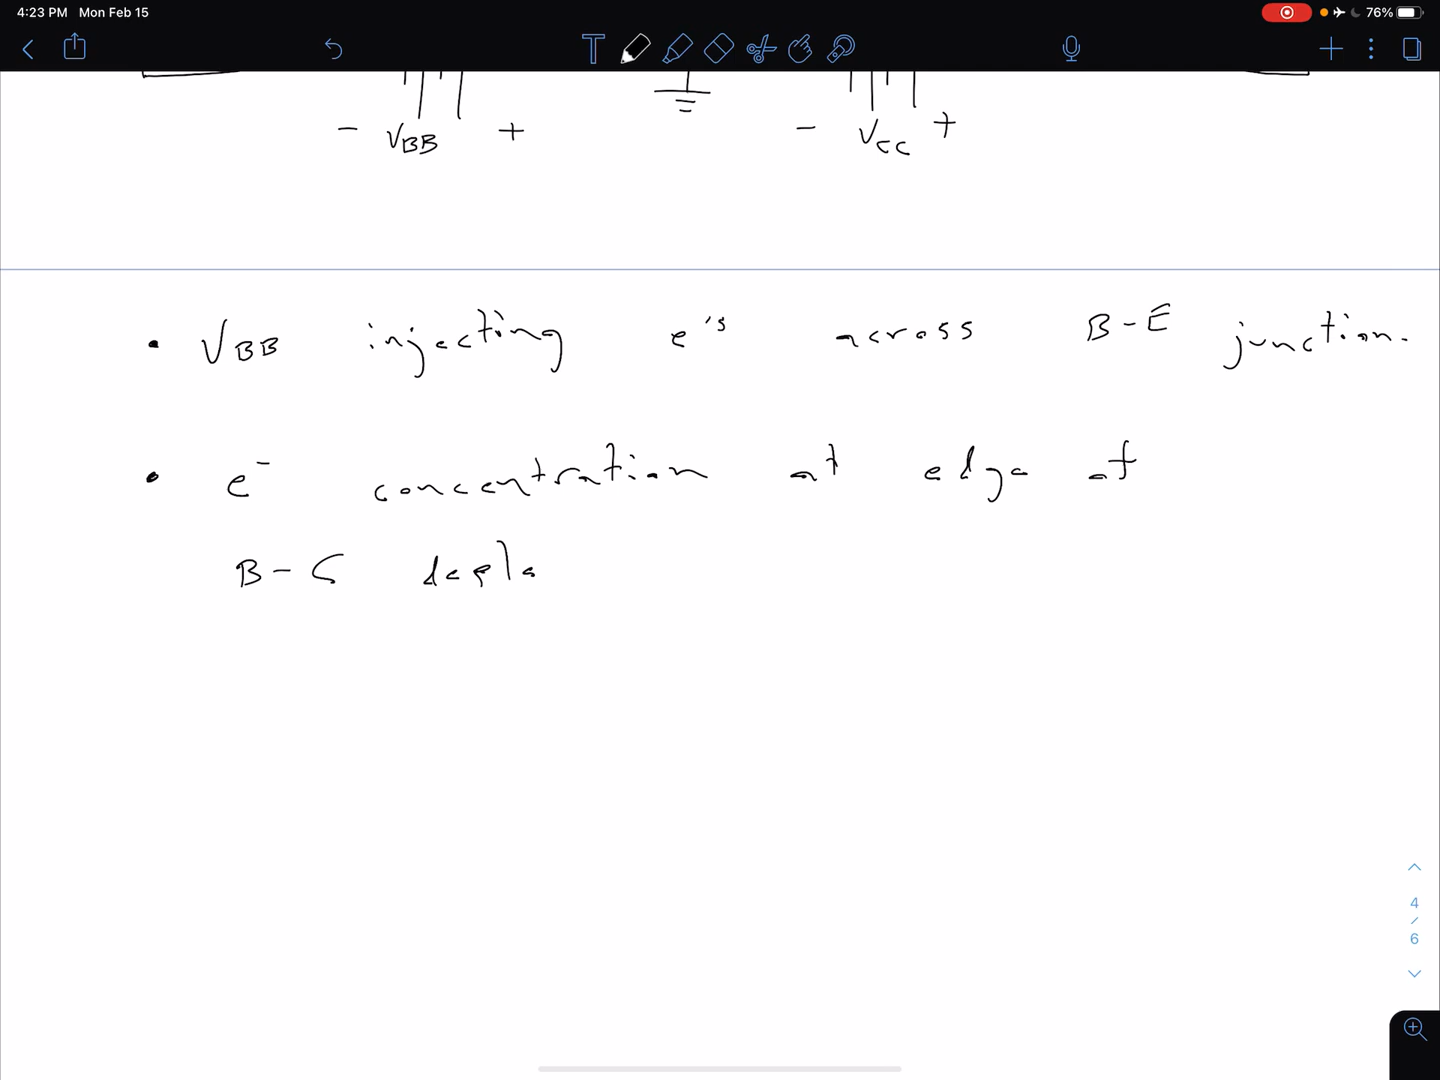 4:23 PM Mon Feb 15
76%
T
- VBB + - VCC +
• VBB injecting e's across B-E junction.
• e⁻ concentration at edge of
B-C deple
4
/
6